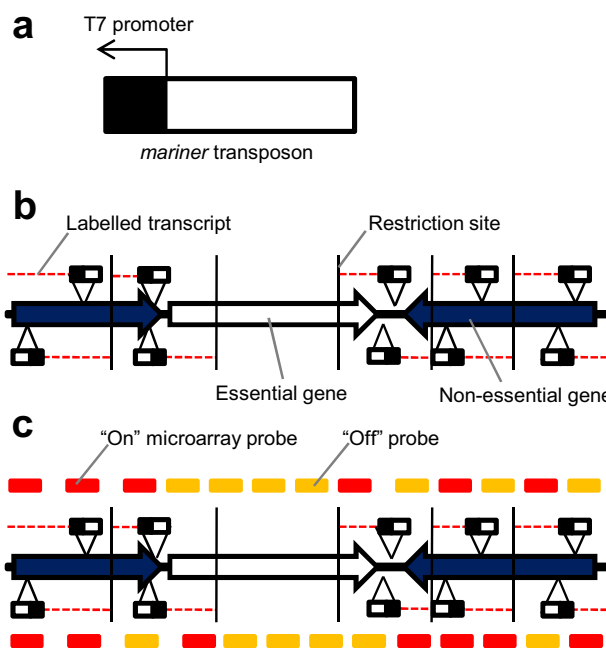 a
T7 promoter
mariner transposon
b
Labelled transcript
Restriction site
Essential gene
Non-essential gene
c
“On” microarray probe
“Off” probe